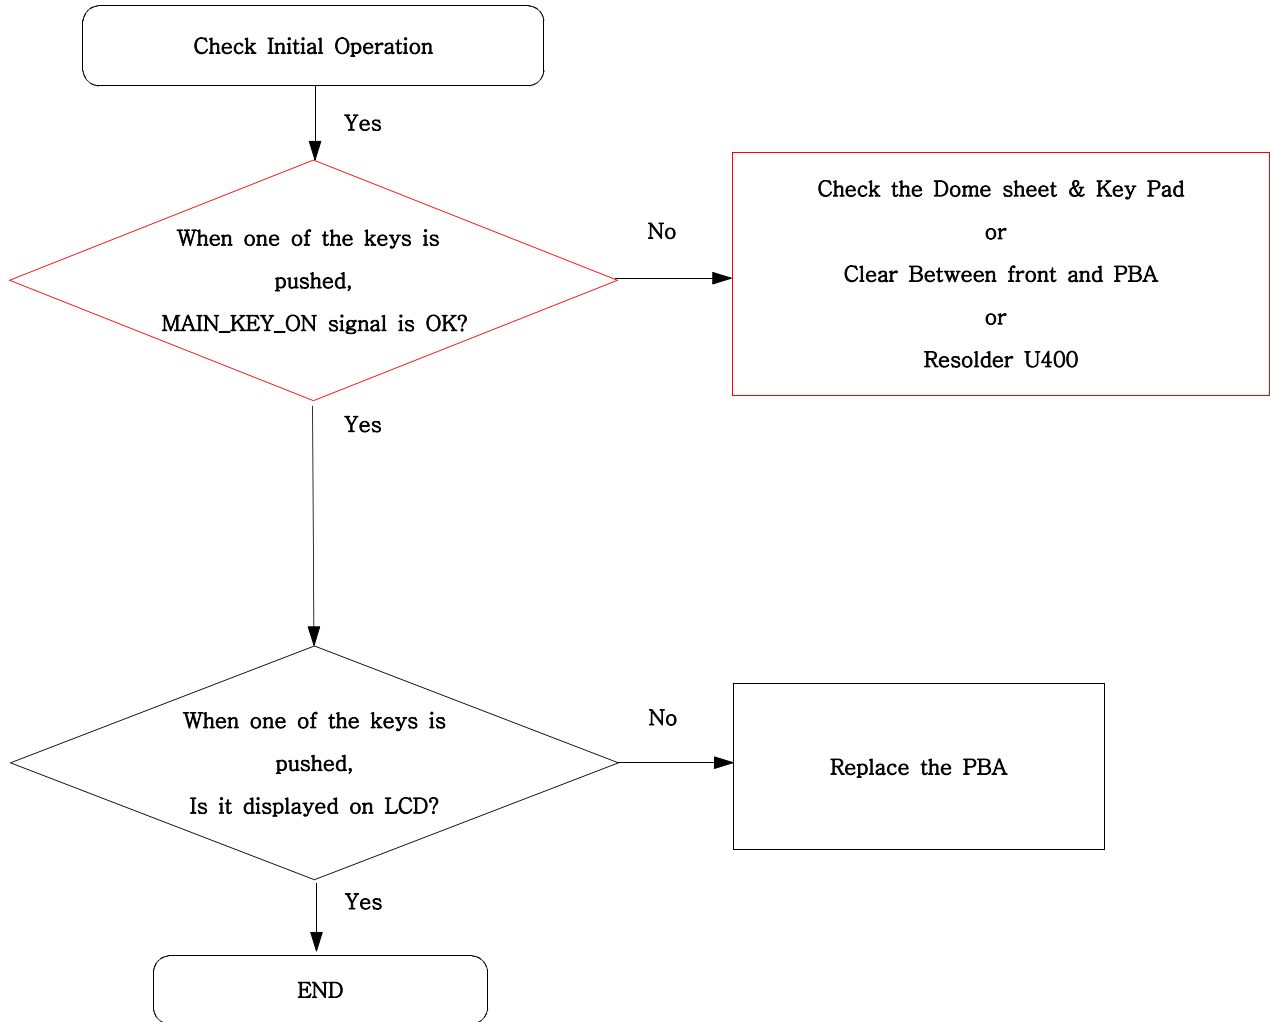 Check Initial Operation
Yes
When one of the keys is
pushed,
MAIN_KEY_ON signal is OK?
No
Check the Dome sheet & Key Pad
or
Clear Between front and PBA
or
Resolder U400
Yes
When one of the keys is
pushed,
Is it displayed on LCD?
No
Replace the PBA
Yes
END